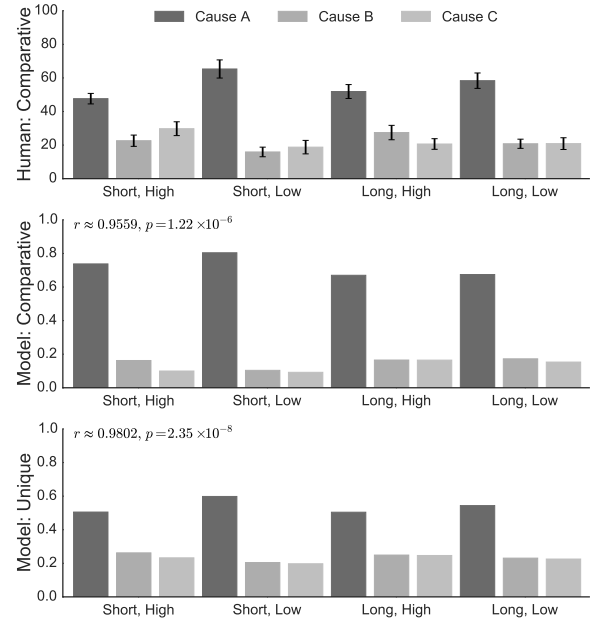 Cause A Cause B Cause C
Human: Comparative
100
80
60
40
20
0
Short, High Short, Low Long, High Long, Low
Model: Comparative
r ≈ 0.9559, p = 1.22 ×10⁻⁶
1.0
0.8
0.6
0.4
0.2
0.0
Short, High Short, Low Long, High Long, Low
Model: Unique
r ≈ 0.9802, p = 2.35 ×10⁻⁸
1.0
0.8
0.6
0.4
0.2
0.0
Short, High Short, Low Long, High Long, Low